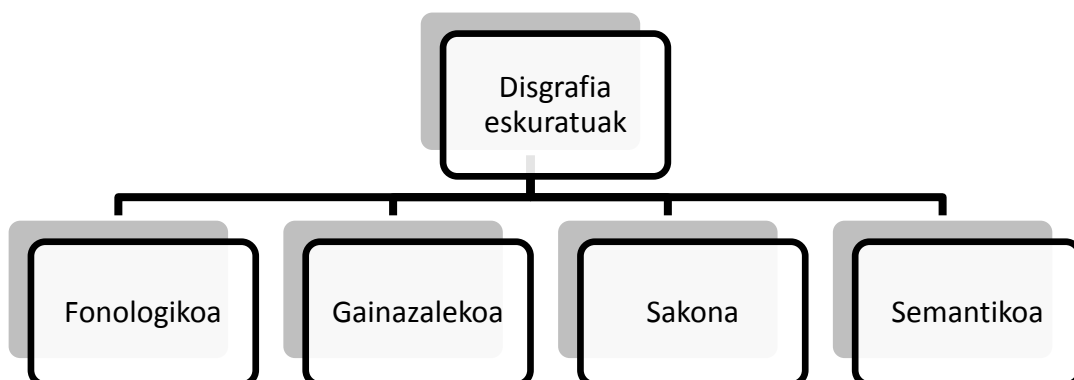 Disgrafia
eskuratuak
Fonologikoa
Gainazalekoa
Sakona
Semantikoa